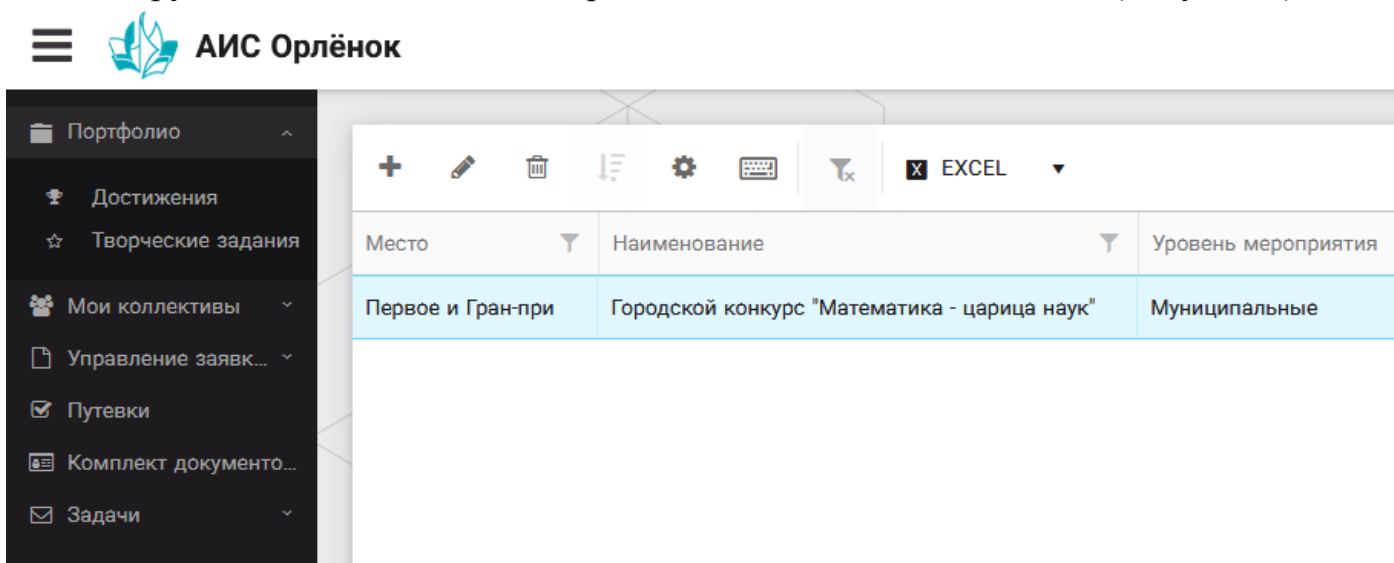 АИС Орлёнок
Портфолио
Достижения
Творческие задания
Мои коллективы
Управление заявк...
Путевки
Комплект документо...
Задачи
X EXCEL
Место Наименование Уровень мероприятия
Первое и Гран-при Городской конкурс "Математика - царица наук" Муниципальные